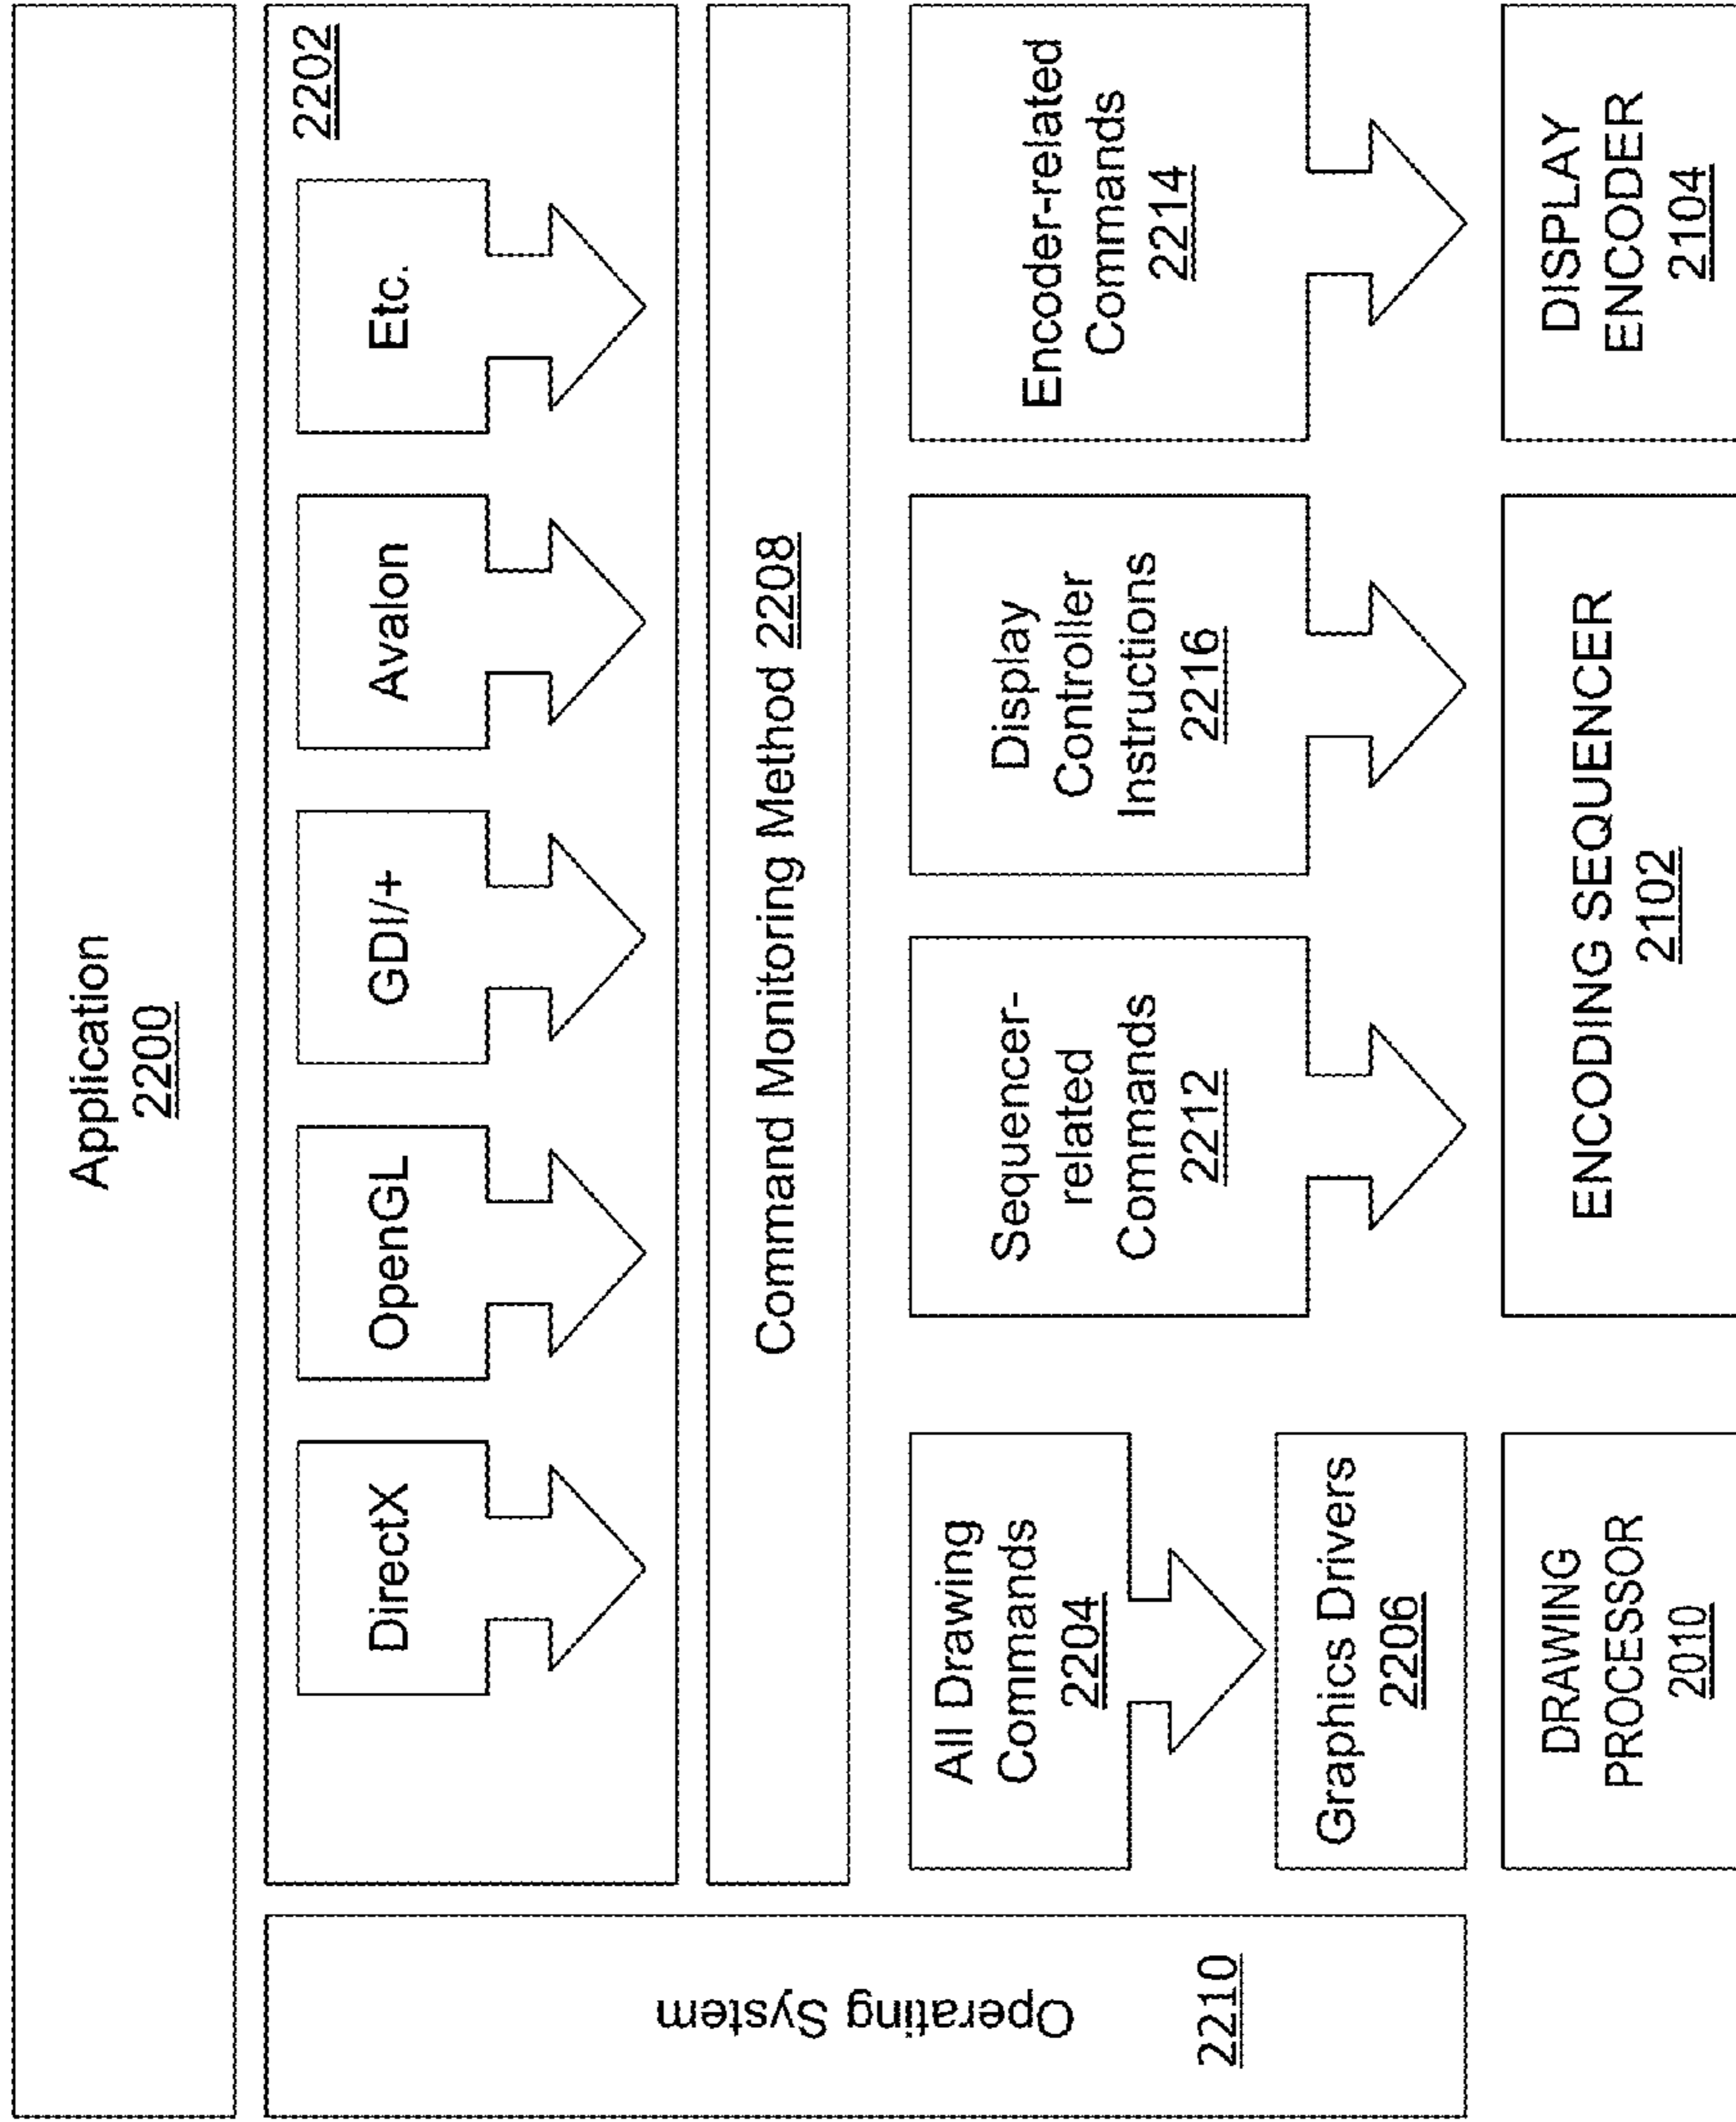 Application
2200
Operating System
2210
2202
DirectX
OpenGL
GDI/+
Avalon
Etc.
Command Monitoring Method 2208
All Drawing
Commands
2204
Graphics Drivers
2206
Sequencer-
related
Commands
2212
Display
Controller
Instructions
2216
Encoder-related
Commands
2214
DRAWING
PROCESSOR
2010
ENCODING SEQUENCER
2102
DISPLAY
ENCODER
2104